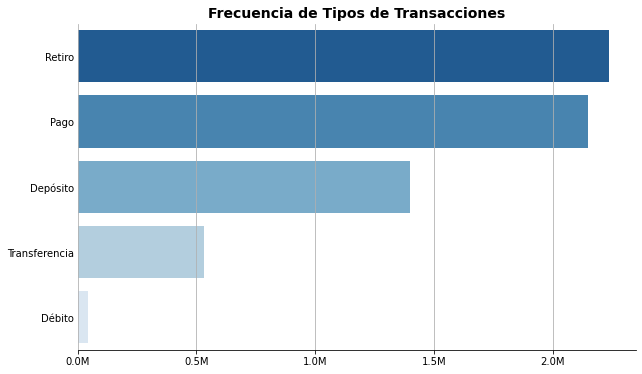 Frecuencia de Tipos de Transacciones
Retiro
Pago
Depósito
Transferencia
Débito
0.0M 0.5M 1.0M 1.5M 2.0M